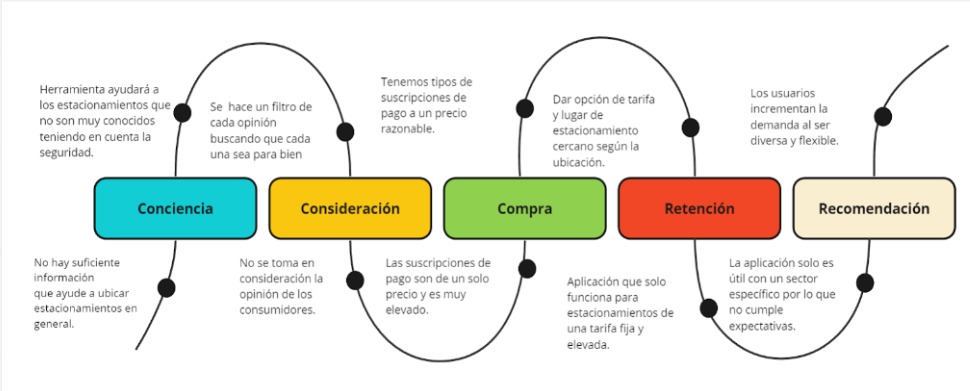 Herramienta ayudará a
los estacionamientos que
no son muy conocidos
teniendo en cuenta la
seguridad.
Se hace un filtro de
cada opinión
buscando que cada
una sea para bien
Tenemos tipos de
suscripciones de
pago a un precio
razonable.
Dar opción de tarifa
y lugar de
estacionamiento
cercano según la
ubicación.
Los usuarios
incrementan la
demanda al ser
diversa y flexible.
Conciencia
Consideración
Compra
Retención
Recomendación
No hay suficiente
información
que ayude a ubicar
estacionamientos en
general.
No se toma en
consideración la
opinión de los
consumidores.
Las suscripciones de
pago son de un solo
precio y es muy
elevado.
Aplicación que solo
funciona para
estacionamientos de
una tarifa fija y
elevada.
La aplicación solo es
útil con un sector
específico por lo que
no cumple
expectativas.